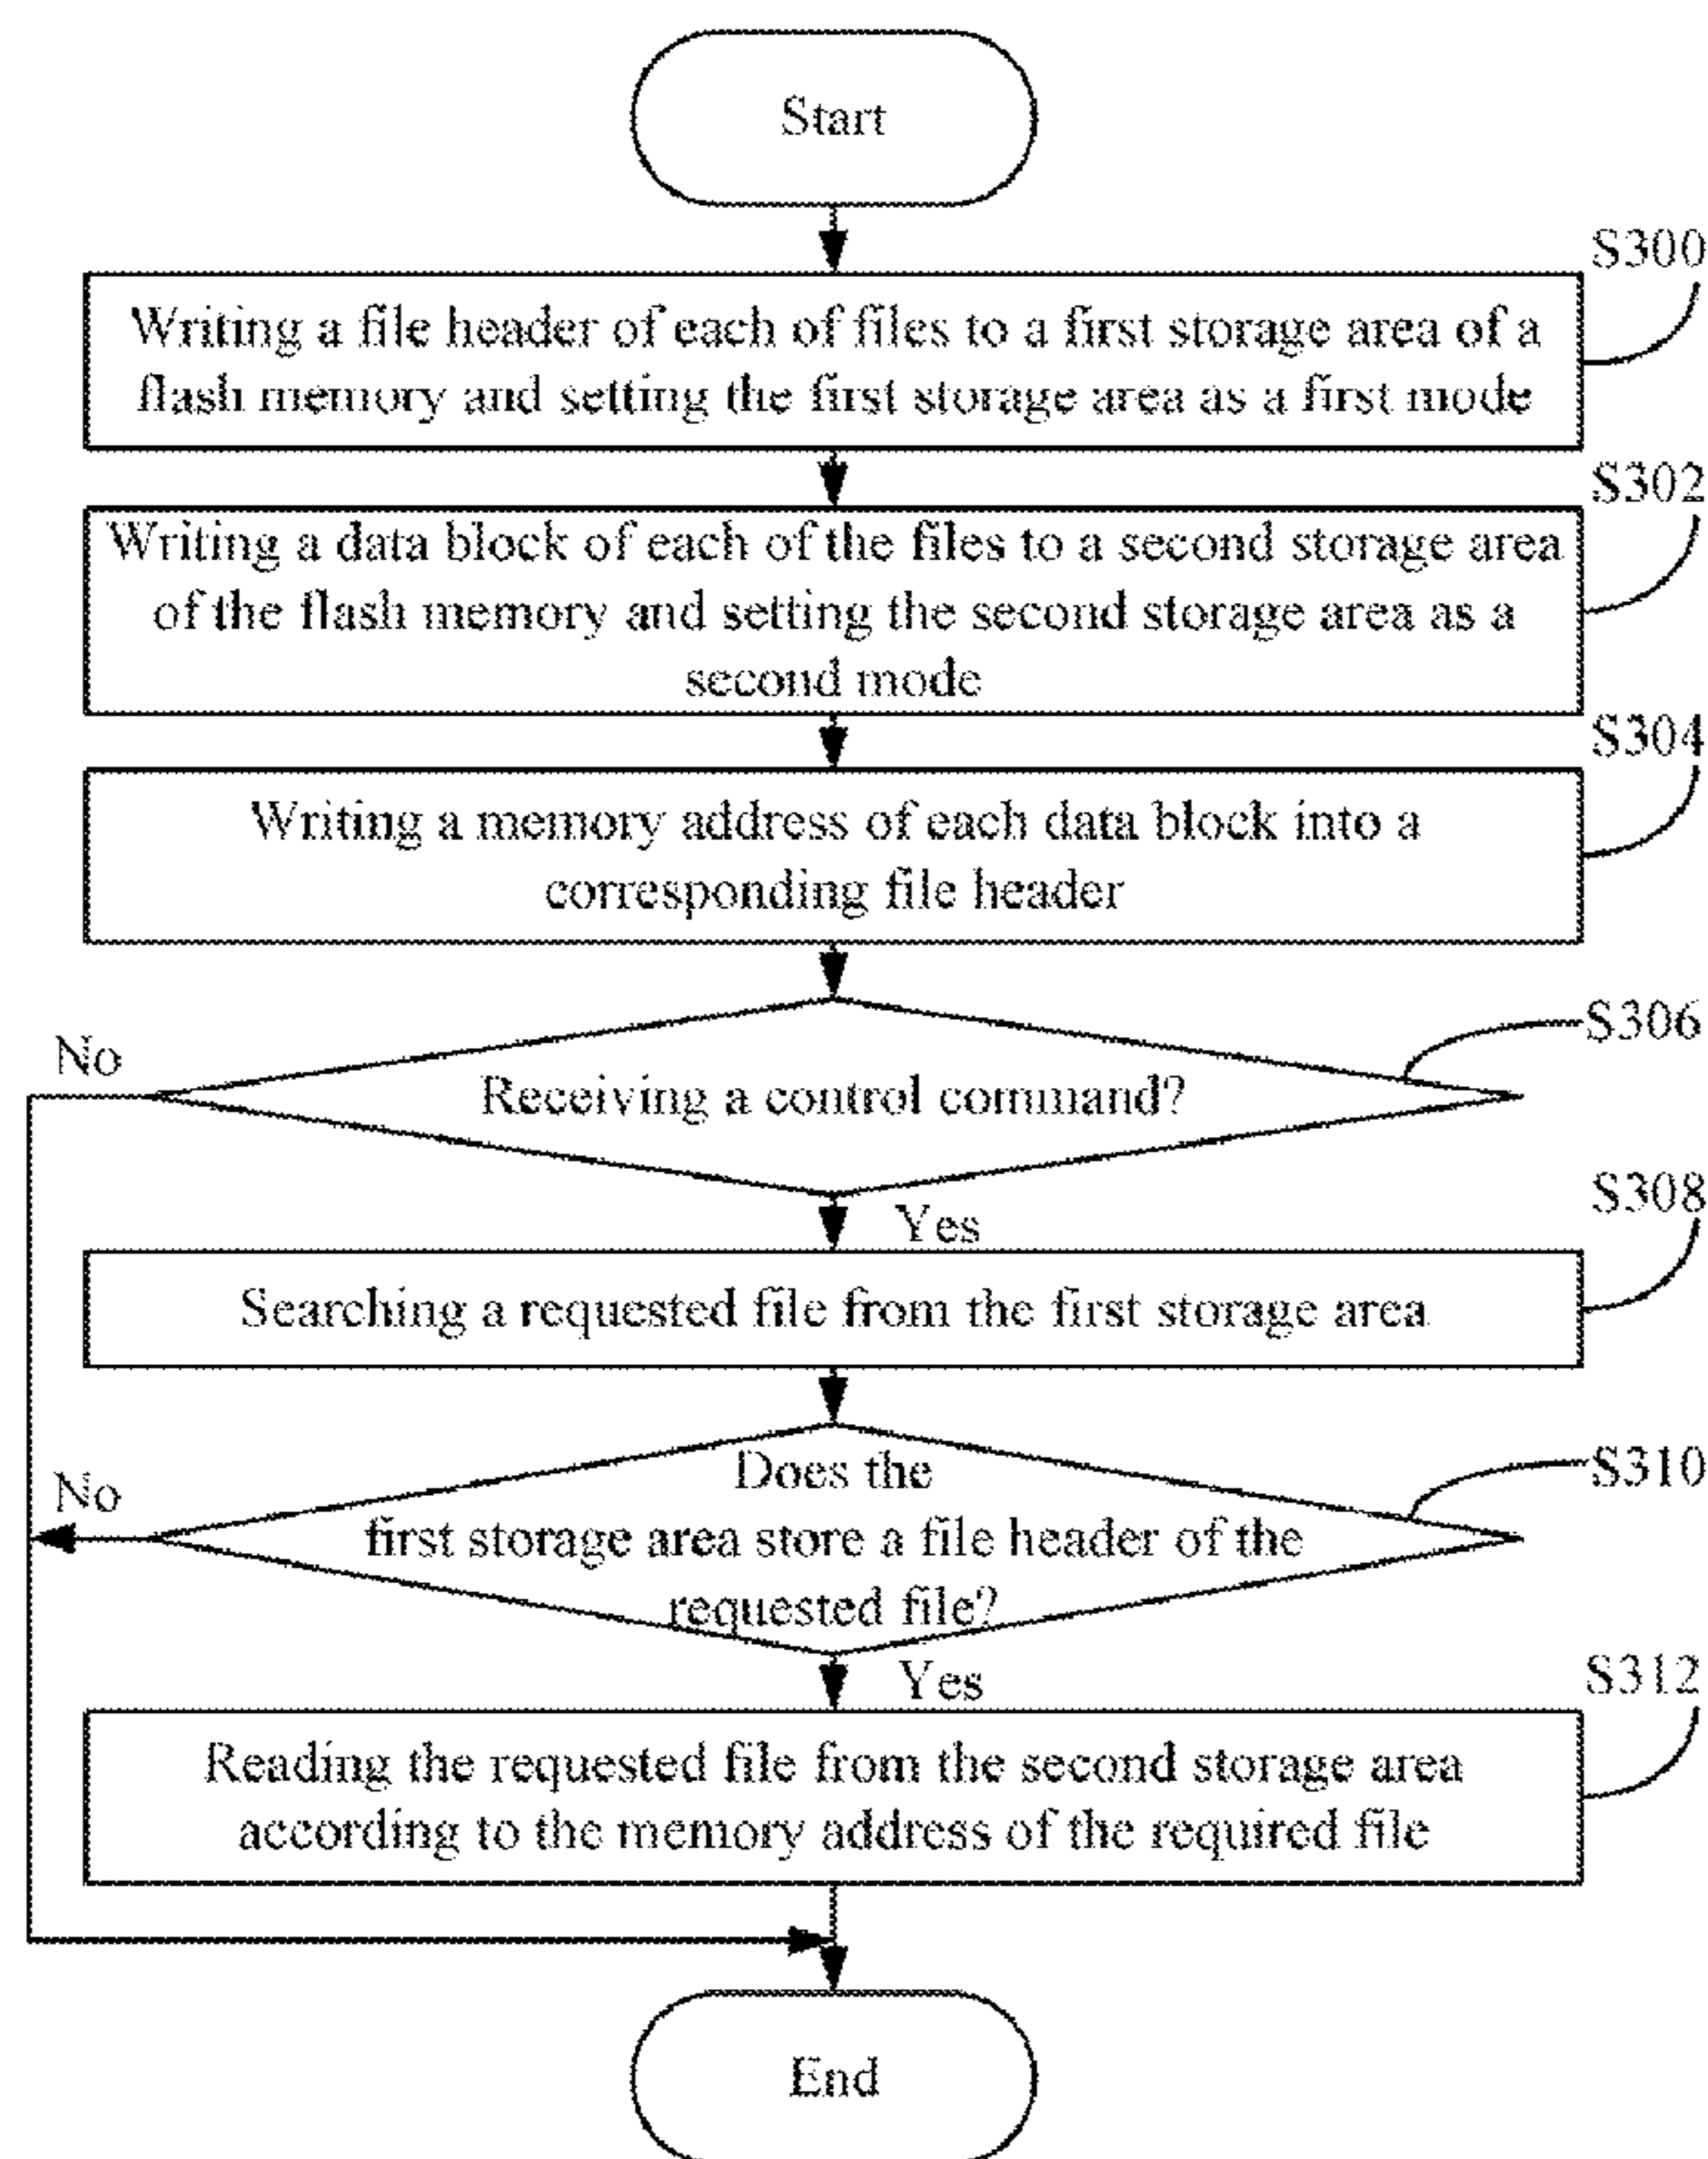 Start
S300
Writing a file header of each of files to a first storage area of a
flash memory and setting the first storage area as a first mode
S302
Writing a data block of each of the files to a second storage area
of the flash memory and setting the second storage area as a
second mode
S304
Writing a memory address of each data block into a
corresponding file header
S306
No
Receiving a control command?
Yes
S308
Searching a requested file from the first storage area
S310
No
Does the
first storage area store a file header of the
requested file?
Yes
S312
Reading the requested file from the second storage area
according to the memory address of the required file
End